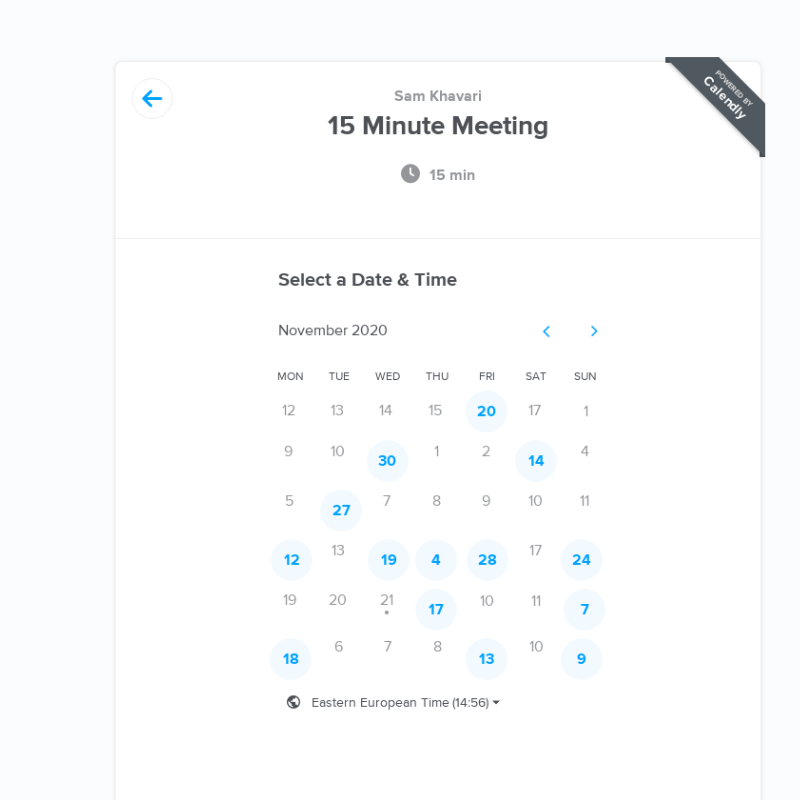 POWERED BY
Calendly
Sam Khavari
15 Minute Meeting
15 min
Select a Date & Time
November 2020
MON TUE WED THU FRI SAT SUN
12 13 14 15 20 17 1
9 10 30 1 2 14 4
5 27 7 8 9 10 11
12 13 19 4 28 17 24
19 20 21 17 10 11 7
18 6 7 8 13 10 9
Eastern European Time (14:56)